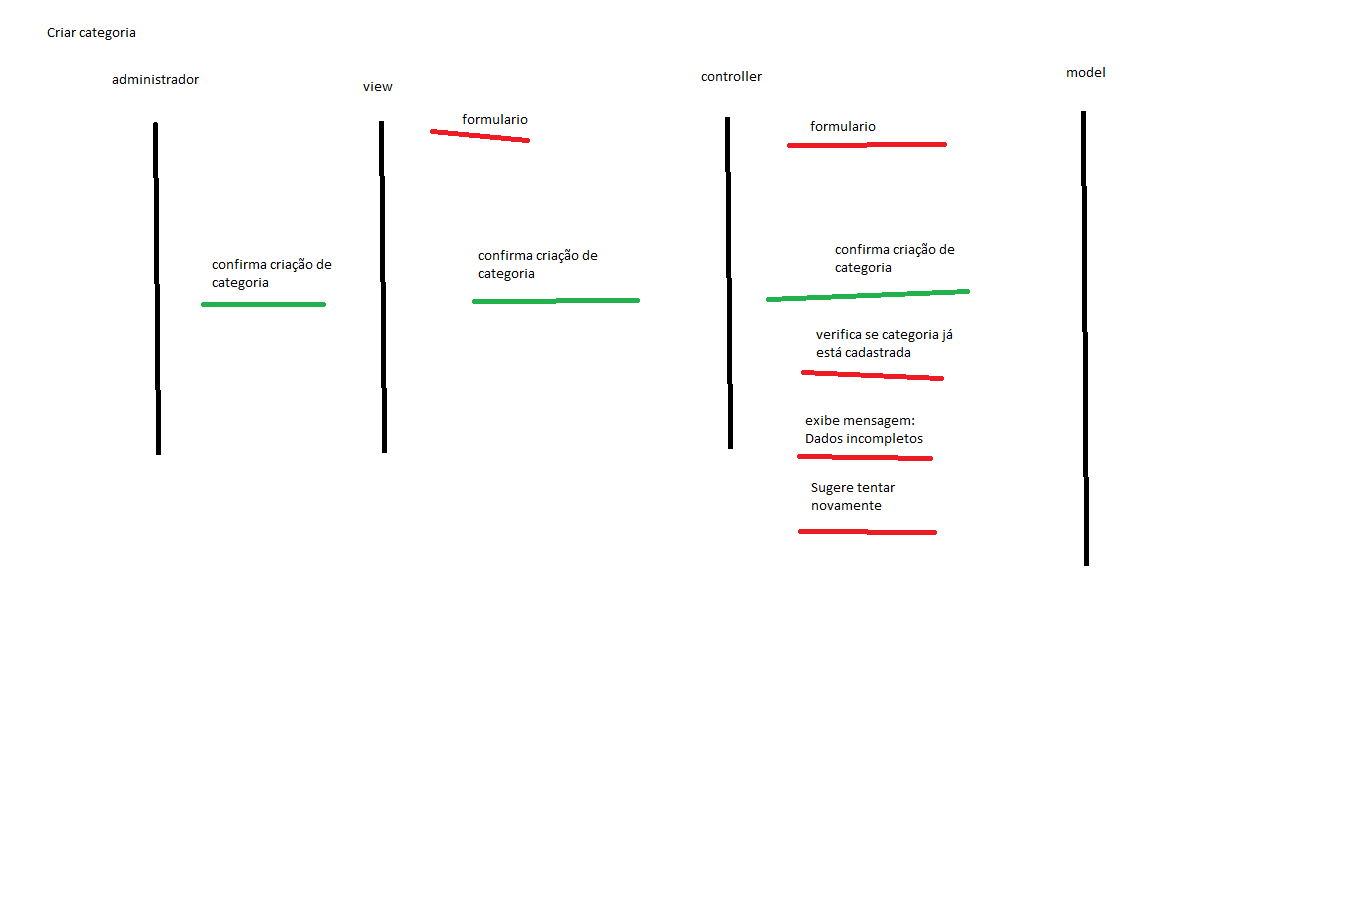 Criar categoria
administrador
view
controller
model
formulario
formulario
confirma criação de
categoria
confirma criação de
categoria
confirma criação de
categoria
verifica se categoria já
está cadastrada
exibe mensagem:
Dados incompletos
Sugere tentar
novamente